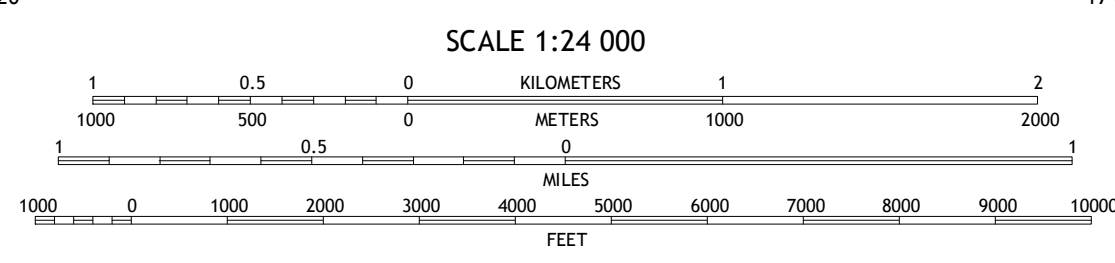 SCALE 1:24 000
1 0.5 0 KILOMETERS 1 2
1000 500 0 METERS 1000 2000
1 0.5 0 1
MILES
1000 0 1000 2000 3000 4000 5000 6000 7000 8000 9000 10000
FEET